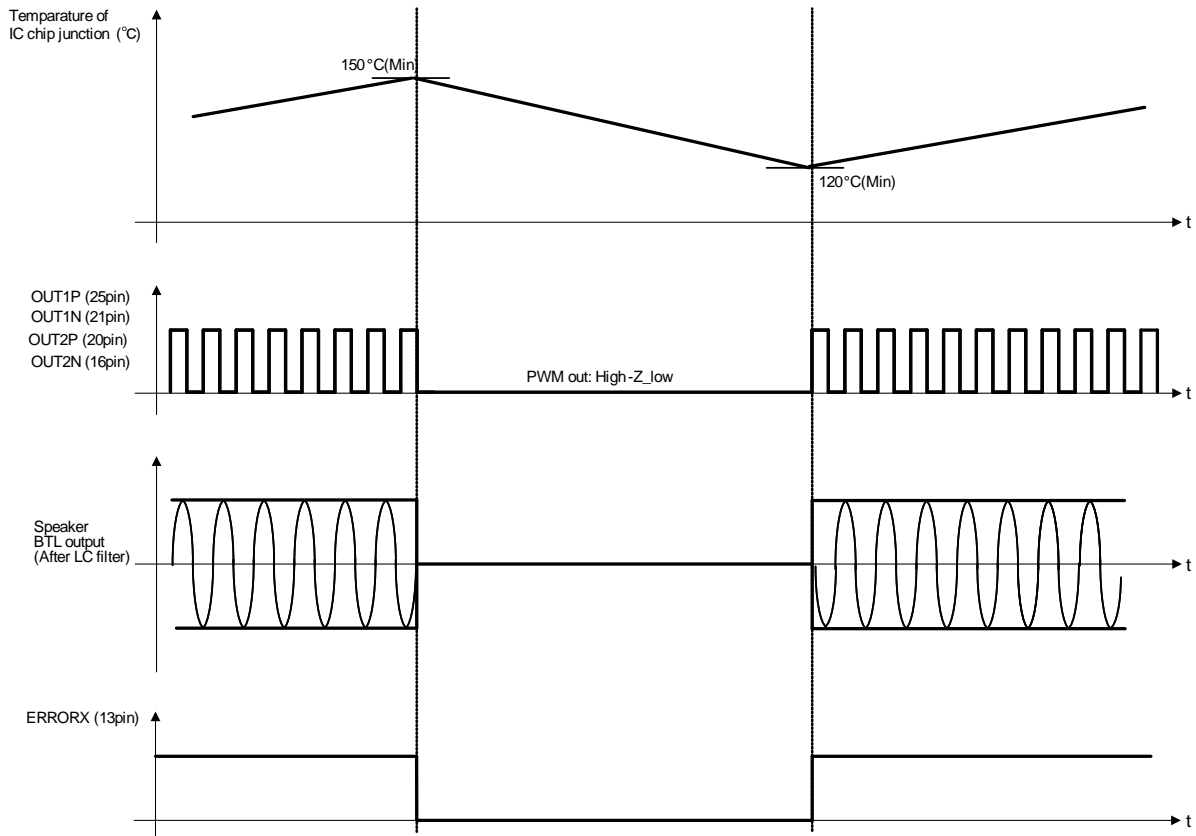 Temparature of
IC chip junction (°C)
150°C(Min)
120°C(Min)
t
OUT1P (25pin)
OUT1N (21pin)
OUT2P (20pin)
OUT2N (16pin)
PWM out: High-Z_low
t
Speaker
BTL output
(After LC filter)
t
ERRORX (13pin)
t